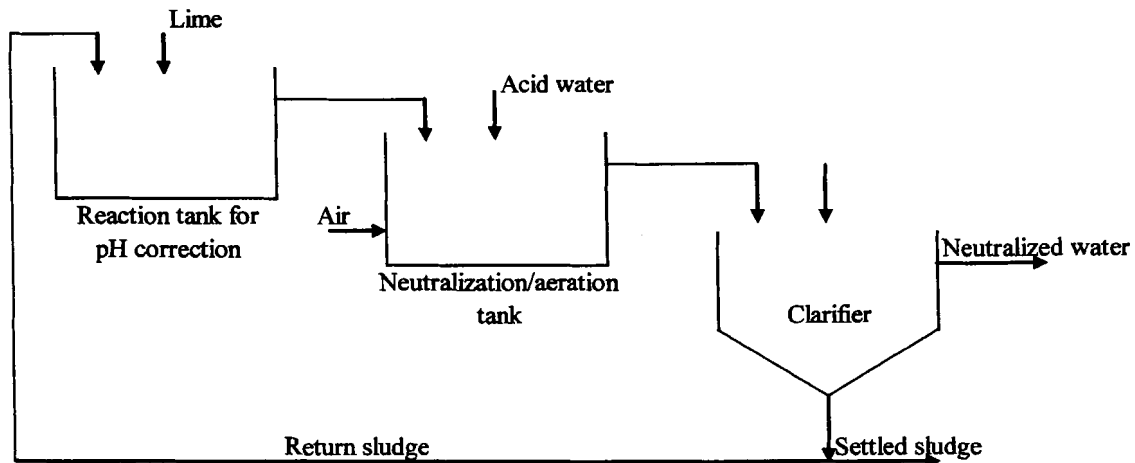 Lime
Acid water
Reaction tank for
pH correction
Air
Neutralization/aeration
tank
Neutralized water
Clarifier
Return sludge
Settled sludge